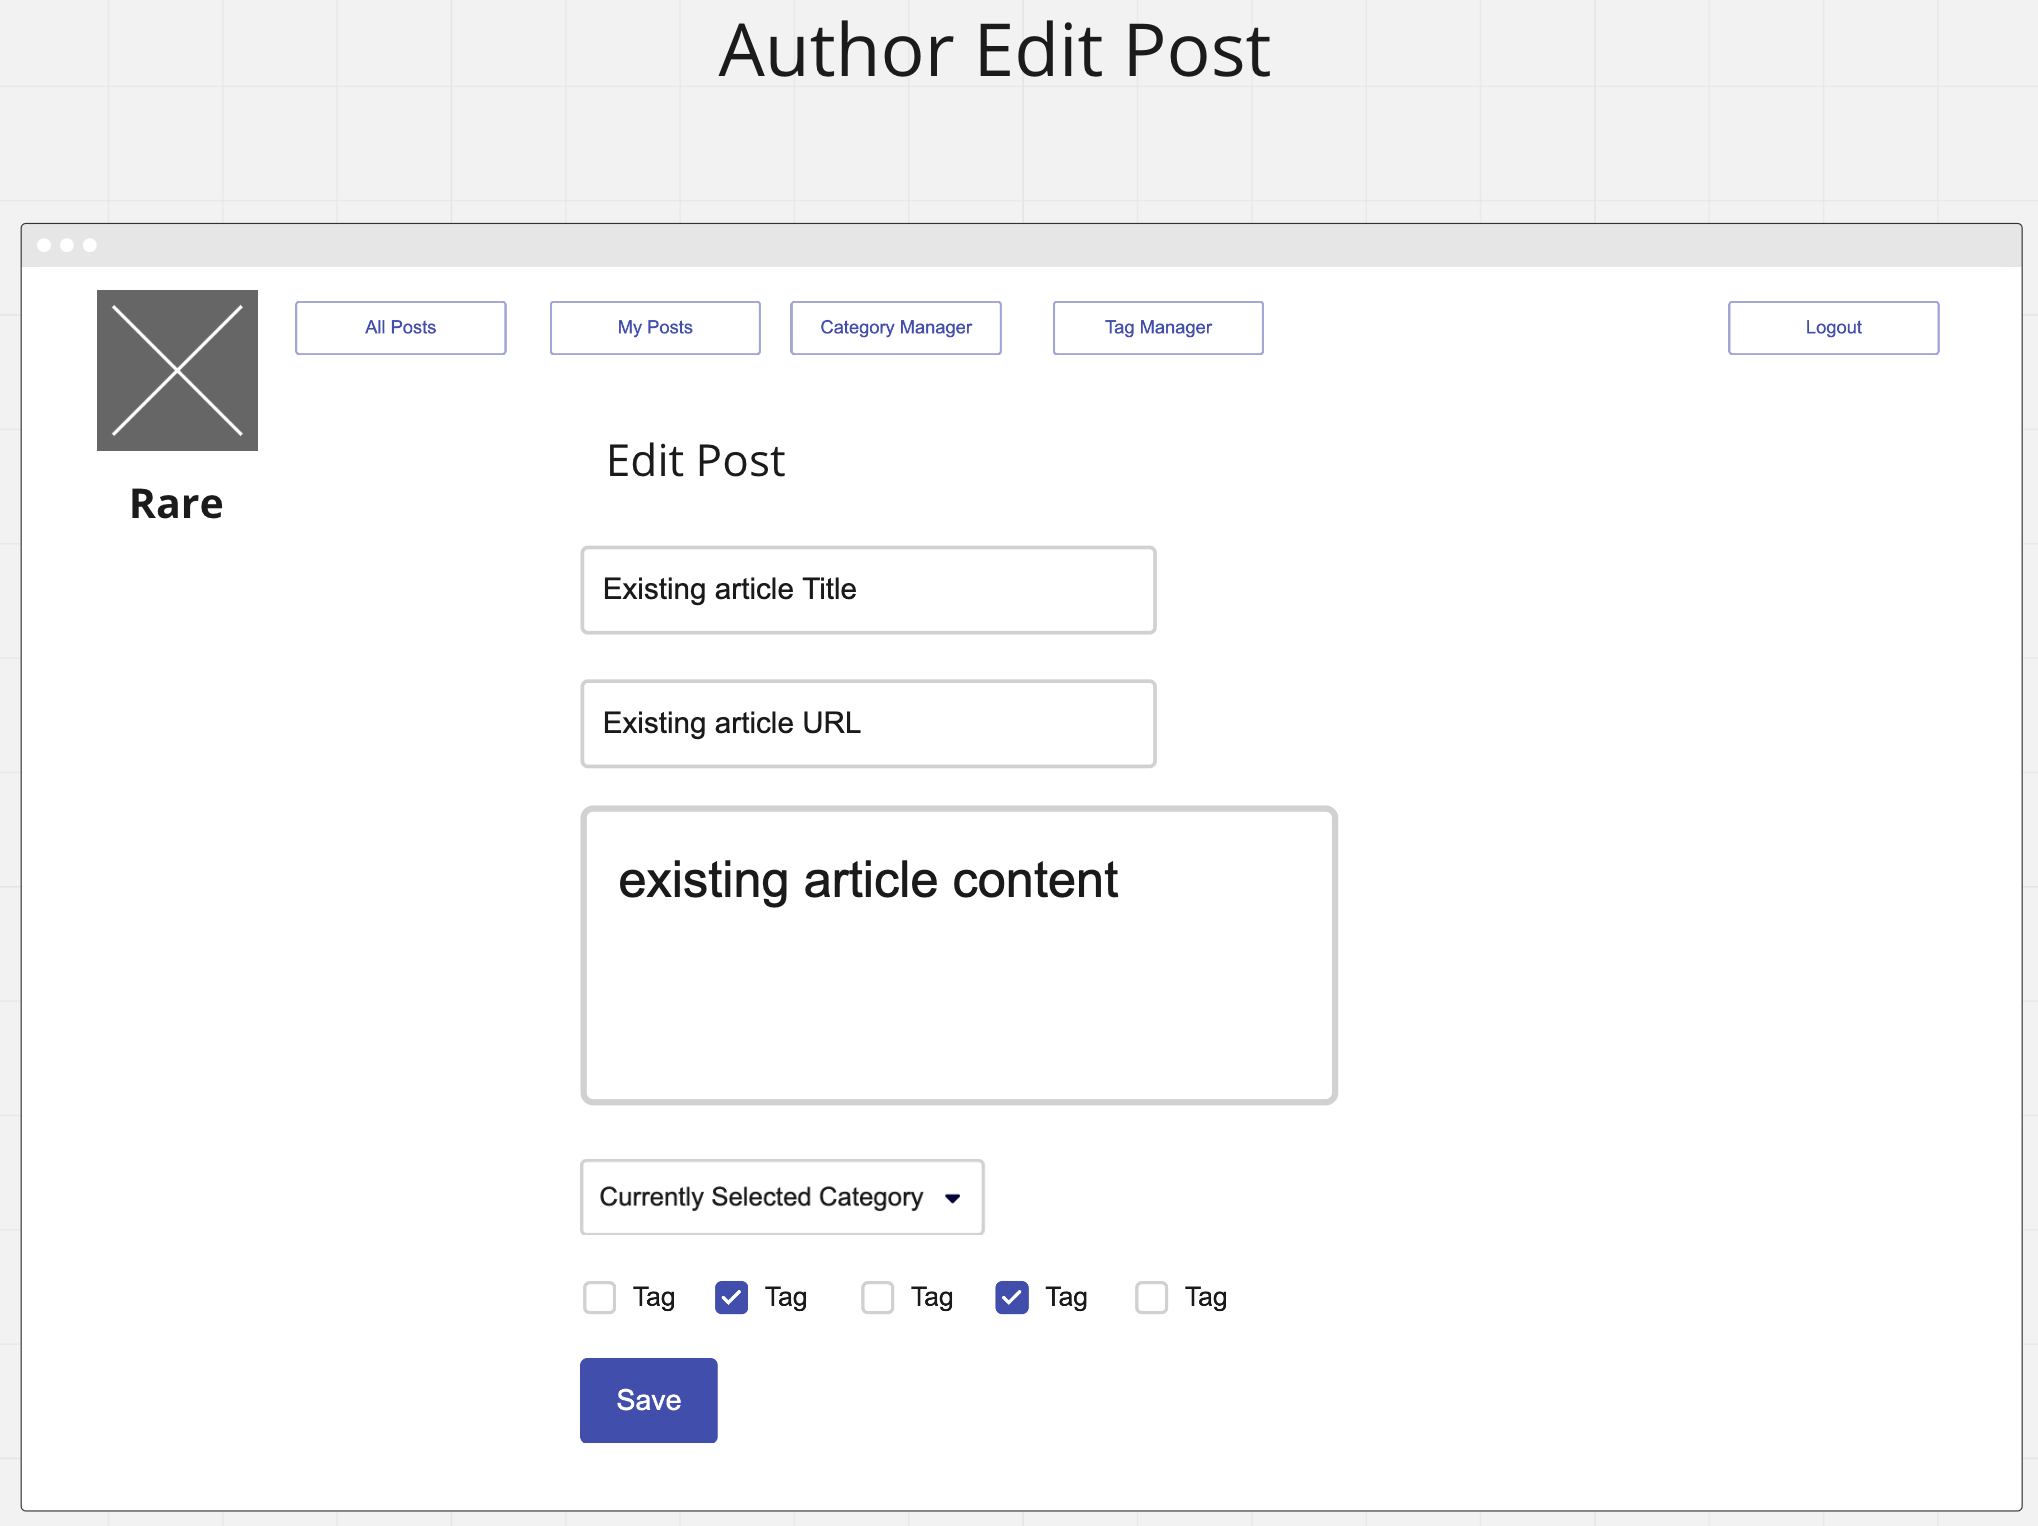 Author Edit Post
All Posts
My Posts
Category Manager
Tag Manager
Logout
Rare
Edit Post
Existing article Title
Existing article URL
existing article content
Currently Selected Category
Tag Tag Tag Tag Tag
Save